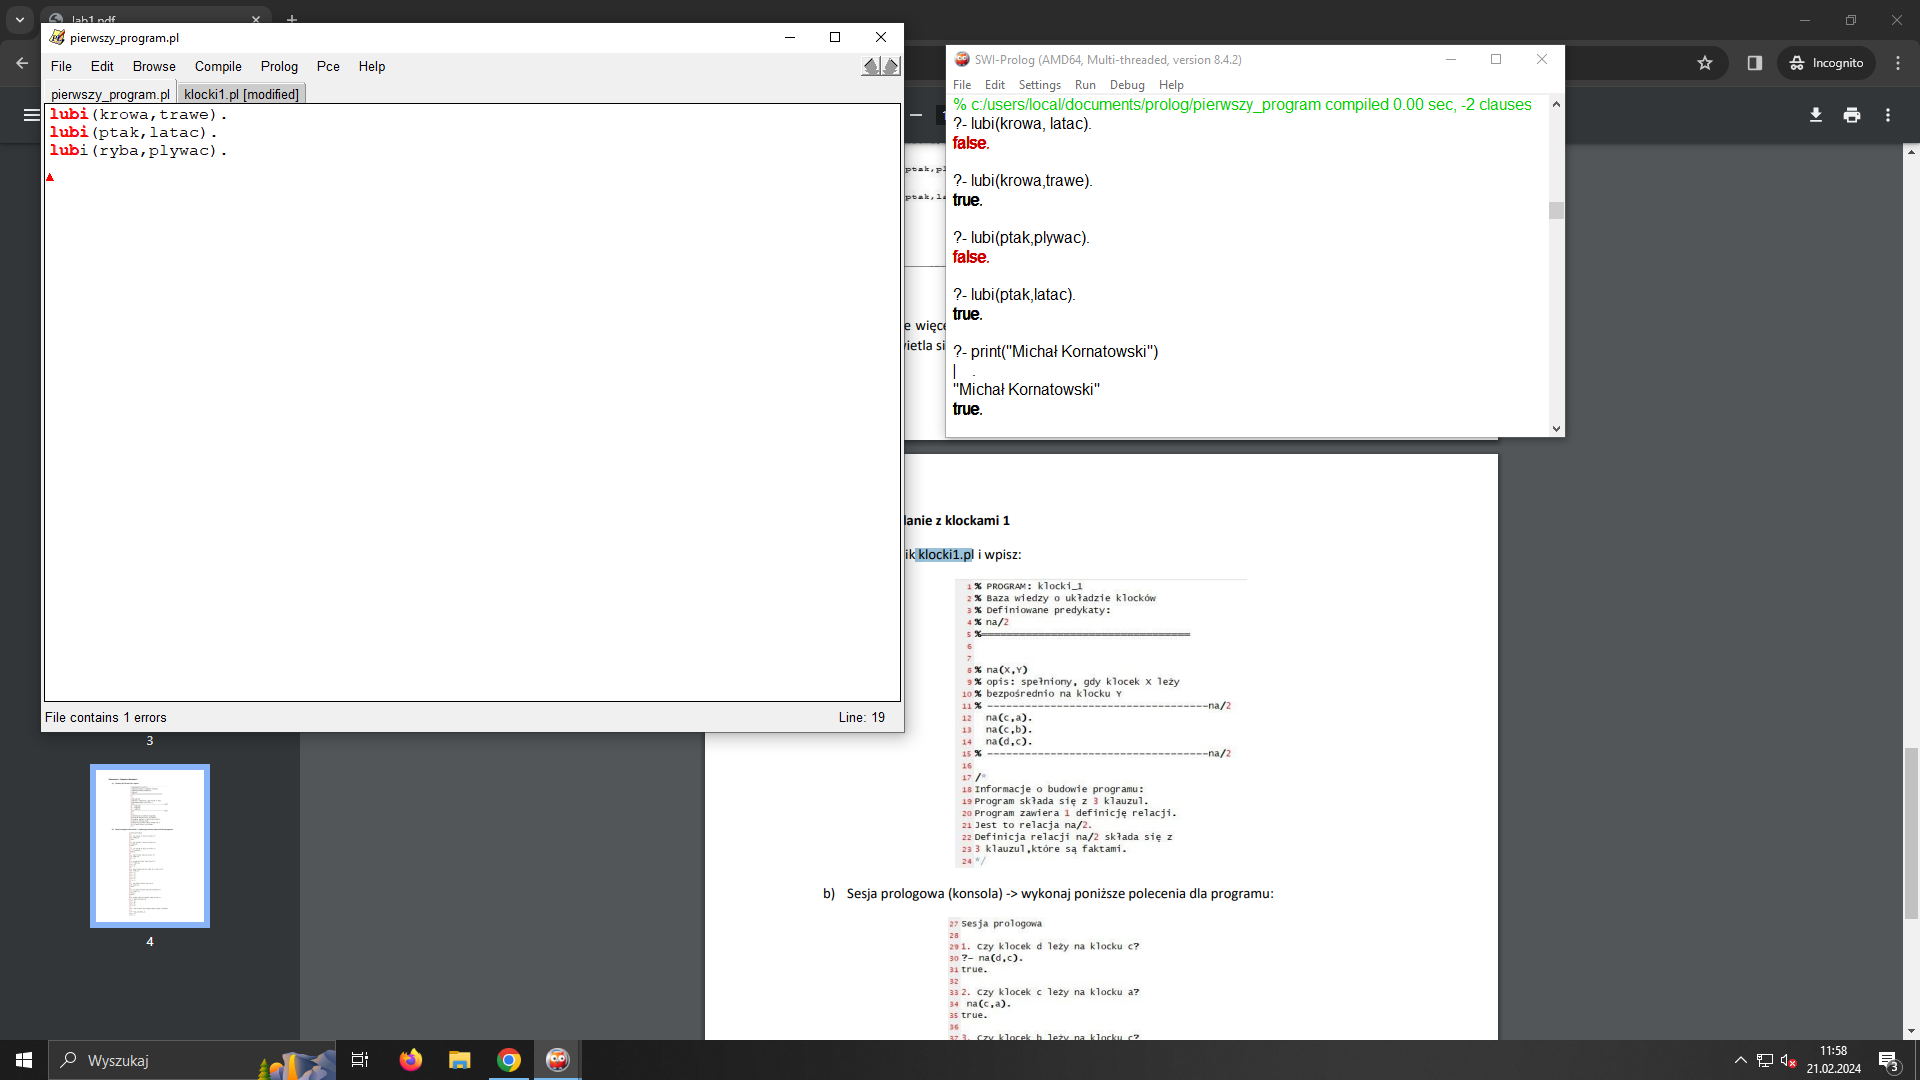 lab1.pdf
pierwszy_program.pl
File Edit Browse Compile Prolog Pce Help
pierwszy_program.pl klocki1.pl [modified]
lubi(krowa,trawe).
lubi(ptak,latac).
lubi(ryba,plywac).
File contains 1 errors Line: 19
SWI-Prolog (AMD64, Multi-threaded, version 8.4.2)
File Edit Settings Run Debug Help
% c:/users/local/documents/prolog/pierwszy_program compiled 0.00 sec, -2 clauses
?- lubi(krowa, latac).
false.
?- lubi(krowa,trawe).
true.
?- lubi(ptak,plywac).
false.
?- lubi(ptak,latac).
true.
?- print("Michał Kornatowski")
| .
"Michał Kornatowski"
true.
Incognito
ptak,pl
ptak,la
e więce
vietla si
danie z klockami 1
ik klocki1.pl i wpisz:
1 % PROGRAM: klocki_1
2 % Baza wiedzy o układzie klocków
3 % Definiowane predykaty:
4 % na/2
5 %==================================
6
7
8 % na(X,Y)
9 % opis: spełniony, gdy klocek X leży
10 % bezpośrednio na klocku Y
11 % ------------------------------------na/2
12 na(c,a).
13 na(c,b).
14 na(d,c).
15 % ------------------------------------na/2
16
17 /*
18 Informacje o budowie programu:
19 Program składa się z 3 klauzul.
20 Program zawiera 1 definicję relacji.
21 Jest to relacja na/2.
22 Definicja relacji na/2 składa się z
23 3 klauzul,które są faktami.
24 */
b) Sesja prologowa (konsola) -> wykonaj poniższe polecenia dla programu:
27 Sesja prologowa
28
29 1. Czy klocek d leży na klocku c?
30 ?- na(d,c).
31 true.
32
33 2. Czy klocek c leży na klocku a?
34 na(c,a).
35 true.
36
37 3. Czy klocek b leży na klocku c?
3
4
Wyszukaj
11:58
21.02.2024
3